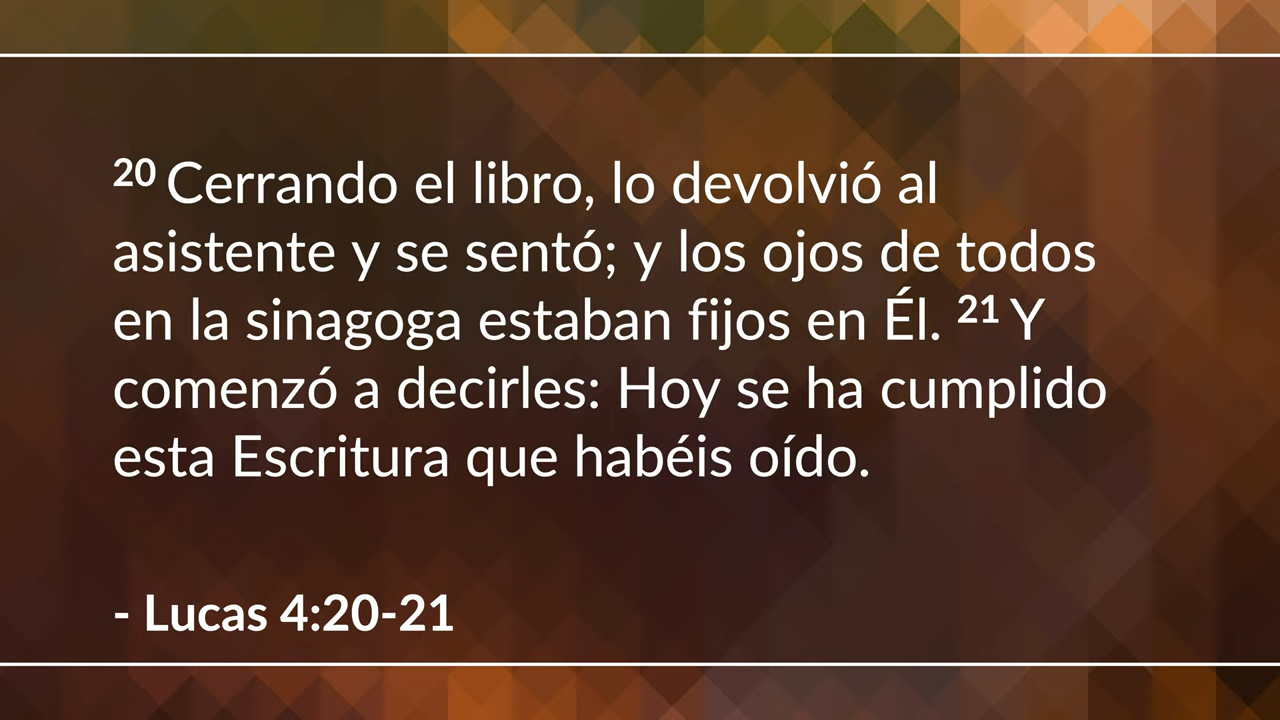 20 Cerrando el libro, lo devolvió al
asistente y se sentó; y los ojos de todos
en la sinagoga estaban fijos en Él. 21 Y
comenzó a decirles: Hoy se ha cumplido
esta Escritura que habéis oído.
- Lucas 4:20-21